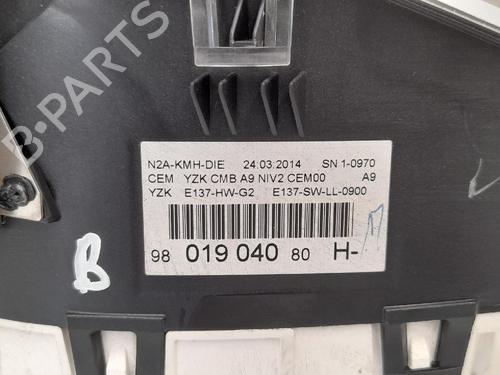 N2A-KMH-DIE 24.03.2014 SN 1-0970
CEM YZK CMB A9 NIV2 CEM00 A9
YZK E137-HW-G2 E137-SW-LL-0900
98 019 040 80 H-
B
B-PARTS